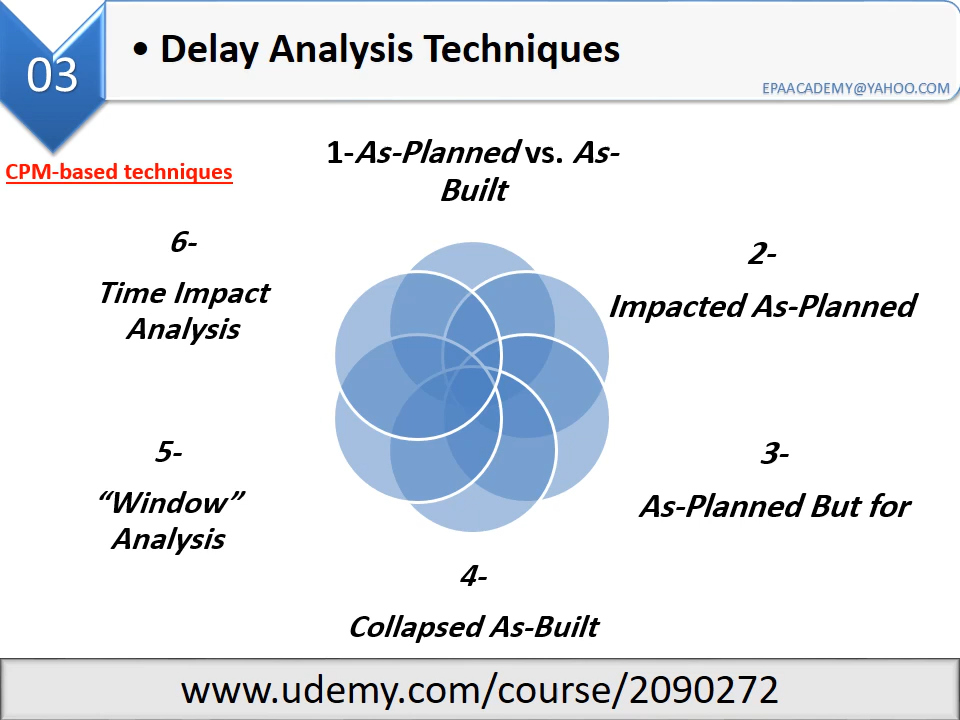 03
• Delay Analysis Techniques
EPAACADEMY@YAHOO.COM
CPM-based techniques
1-As-Planned vs. As-
Built
2-
Impacted As-Planned
3-
As-Planned But for
4-
Collapsed As-Built
5-
“Window”
Analysis
6-
Time Impact
Analysis
www.udemy.com/course/2090272